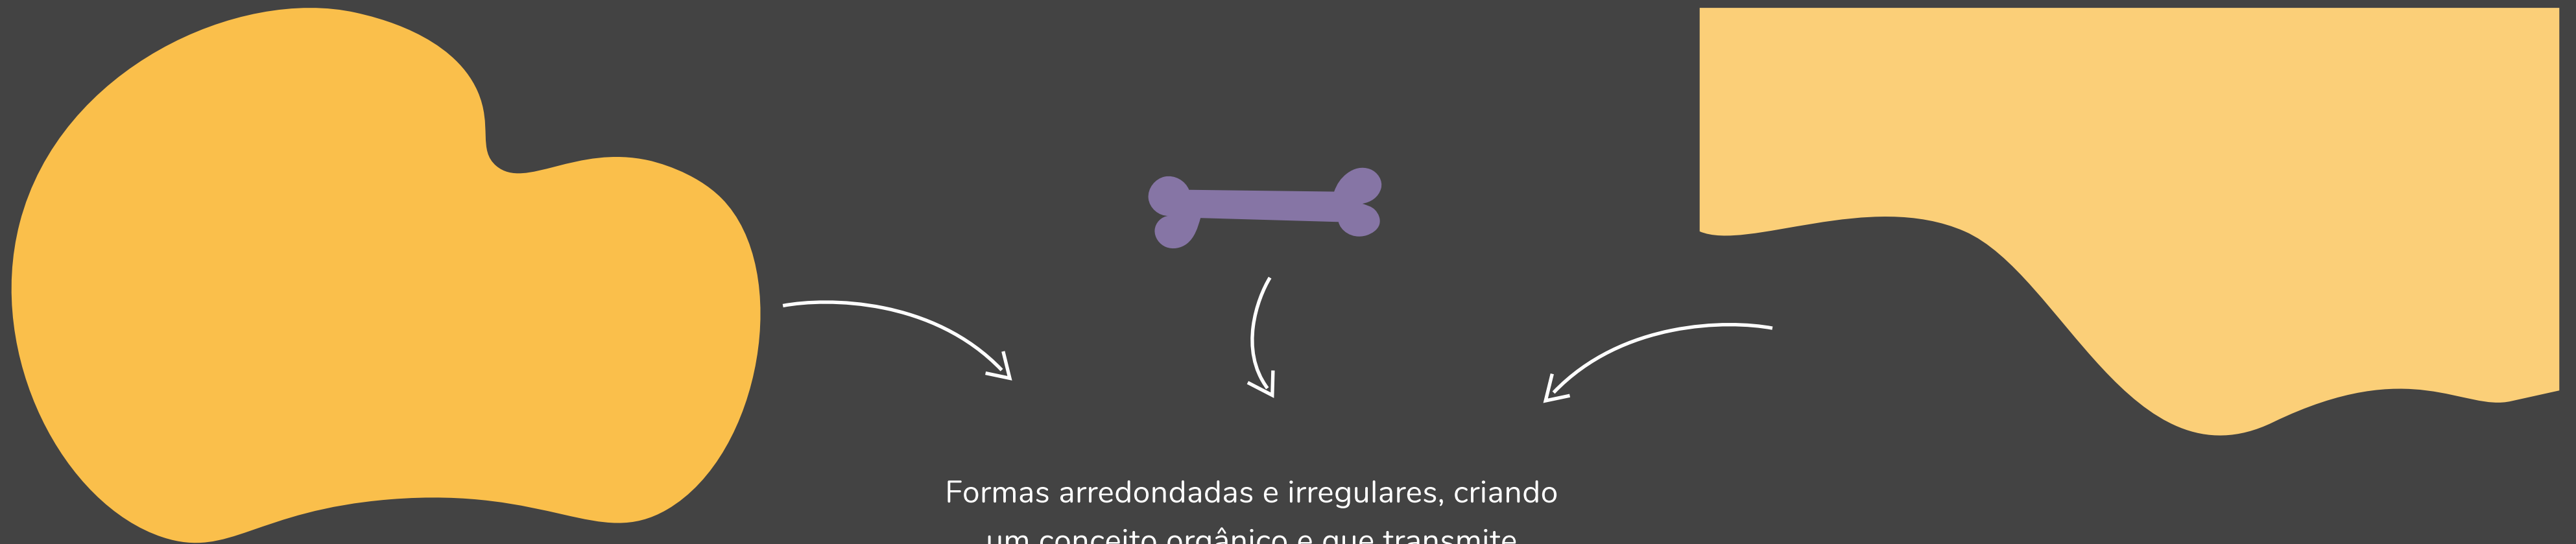 Formas arredondadas e irregulares, criando
um conceito orgânico e que transmite